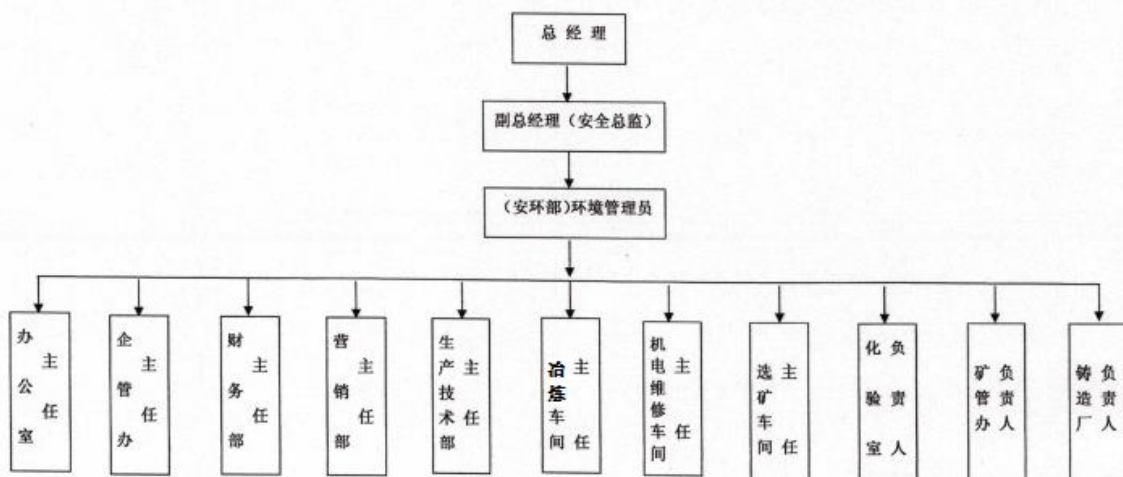 总经理
副总经理（安全总监）
（安环部）环境管理员
办公室
主任
企管办
主任
财务部
主任
营销部
主任
生产技术部
主任
冶炼车间
主任
机电维修车间
主任
选矿车间
主任
化验室
负责人
矿管办
负责人
铸造厂
负责人